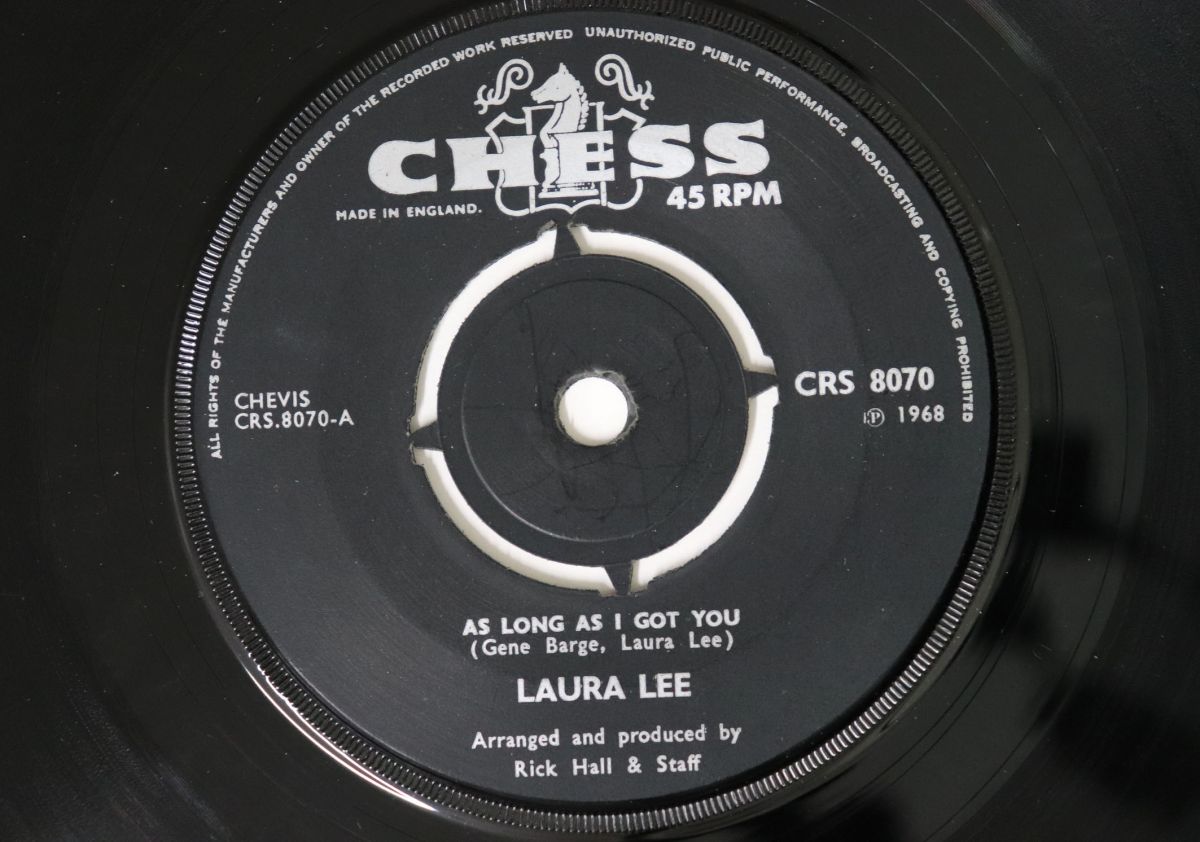 ALL RIGHTS OF THE MANUFACTURERS AND OWNER OF THE RECORDED WORK RESERVED UNAUTHORIZED PUBLIC PERFORMANCE, BROADCASTING AND COPYING PROHIBITED
CHESS
45 RPM
MADE IN ENGLAND.
CHEVIS
CRS.8070-A
CRS 8070
℗ 1968
AS LONG AS I GOT YOU
(Gene Barge, Laura Lee)
LAURA LEE
Arranged and produced by
Rick Hall & Staff